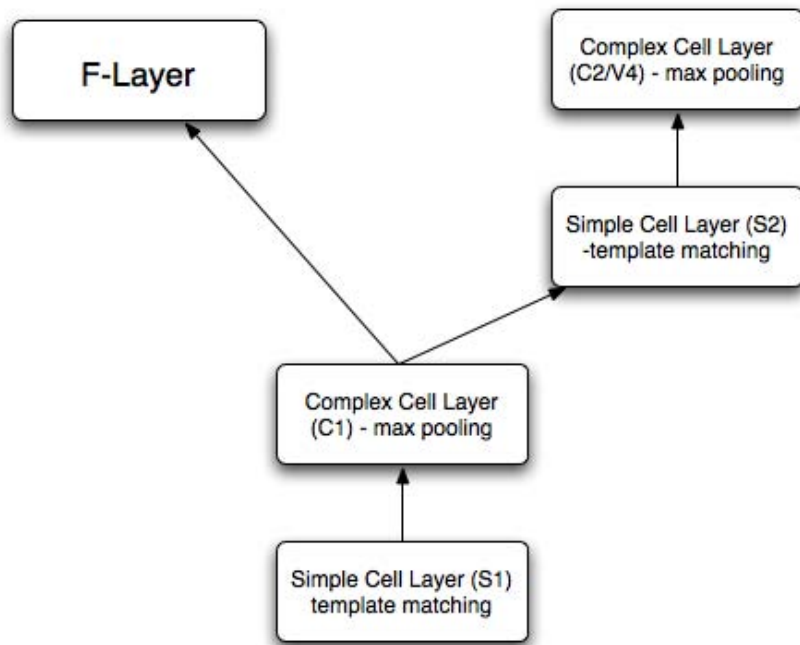 F-Layer
Complex Cell Layer
(C2/V4) - max pooling
Simple Cell Layer (S2)
-template matching
Complex Cell Layer
(C1) - max pooling
Simple Cell Layer (S1)
template matching